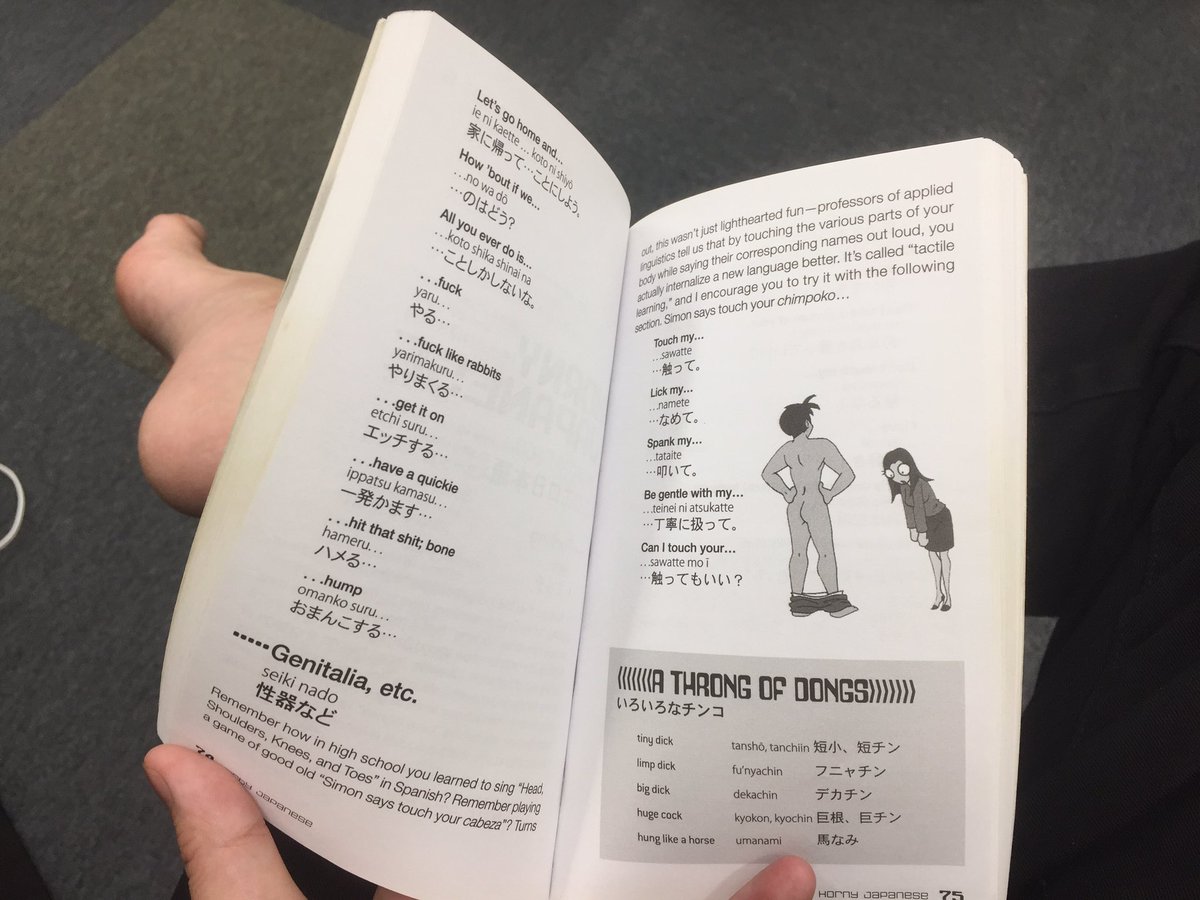 Let's go home and...
ie ni kaette ... koto ni shiyō
家に帰って…ことにしよう。
How 'bout if we...
...no wa dō
…のはどう?
All you ever do is...
...koto shika shinai na
…ことしかしないな。
...fuck
yaru...
やる…
...fuck like rabbits
yarimakuru...
やりまくる…
...get it on
etchi suru...
エッチする…
...have a quickie
ippatsu kamasu...
一発かます…
...hit that shit; bone
hameru...
ハメる…
...hump
omanko suru...
おまんこする…
.....Genitalia, etc.
seiki nado
性器など
Remember how in high school you learned to sing "Head,
Shoulders, Knees, and Toes" in Spanish? Remember playing
a game of good old "Simon says touch your cabeza"? Turns
Horny Japanese
out, this wasn't just lighthearted fun—professors of applied
linguistics tell us that by touching the various parts of your
body while saying their corresponding names out loud, you
actually internalize a new language better. It's called "tactile
learning," and I encourage you to try it with the following
section. Simon says touch your chimpoko...
Touch my...
...sawatte
…触って。
Lick my...
...namete
…なめて。
Spank my...
...tataite
…叩いて。
Be gentle with my...
...teinei ni atsukatte
…丁寧に扱って。
Can I touch your...
...sawatte mo ī
…触ってもいい?
(((((((A THRONG OF DONGS)))))))
いろいろなチンコ
tiny dick tanshō, tanchiin 短小、短チン
limp dick fu'nyachin フニャチン
big dick dekachin デカチン
huge cock kyokon, kyochin 巨根、巨チン
hung like a horse umanami 馬なみ
Horny Japanese 75